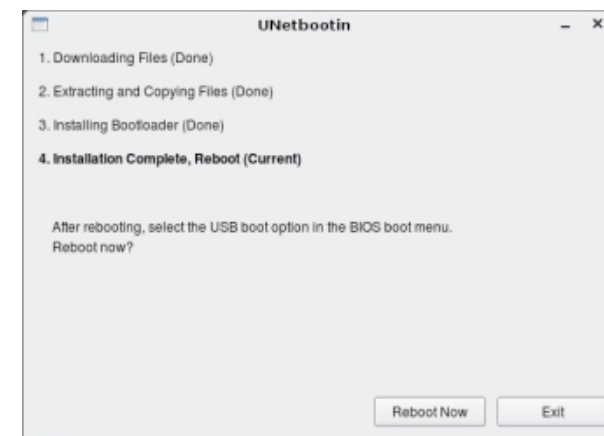 UNetbootin
1. Downloading Files (Done)
2. Extracting and Copying Files (Done)
3. Installing Bootloader (Done)
4. Installation Complete, Reboot (Current)
After rebooting, select the USB boot option in the BIOS boot menu.
Reboot now?
Reboot Now
Exit